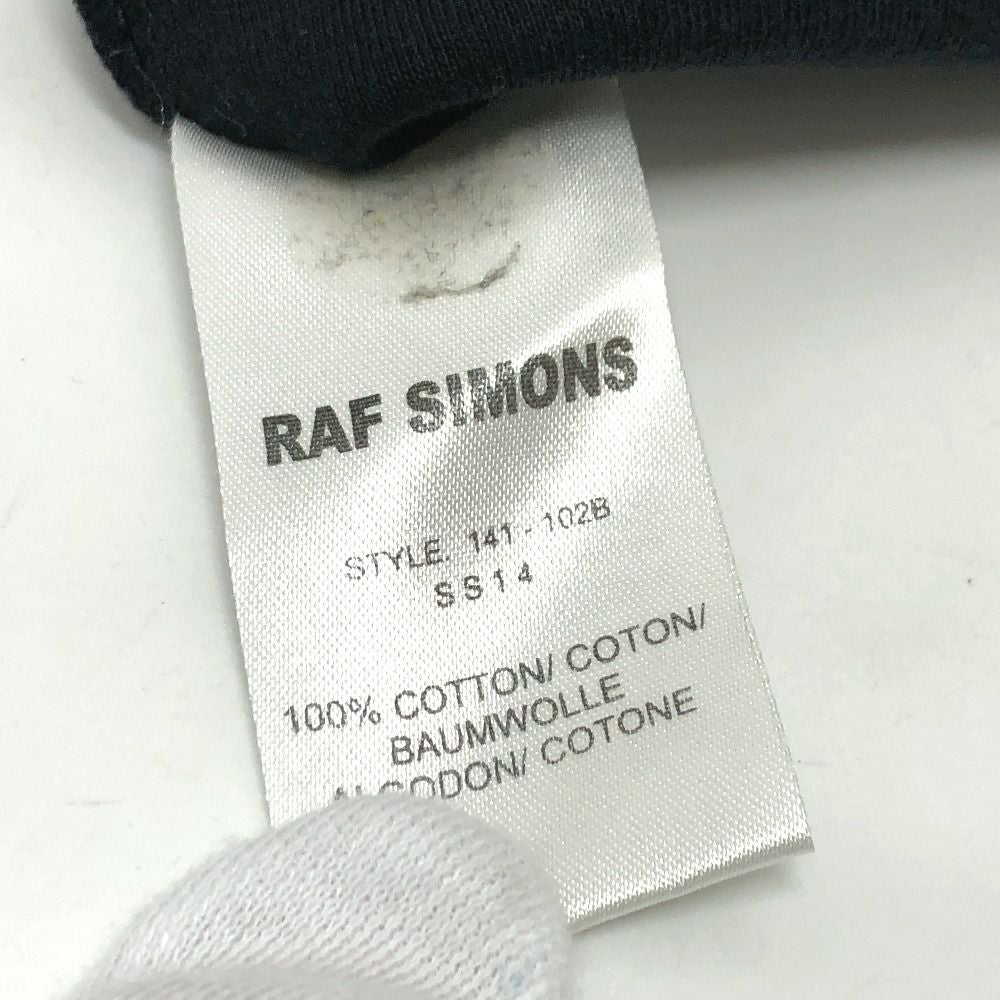 RAF SIMONS
STYLE. 141 - 102B
SS14
100% COTTON/ COTON/
BAUMWOLLE
ALGODON/ COTONE